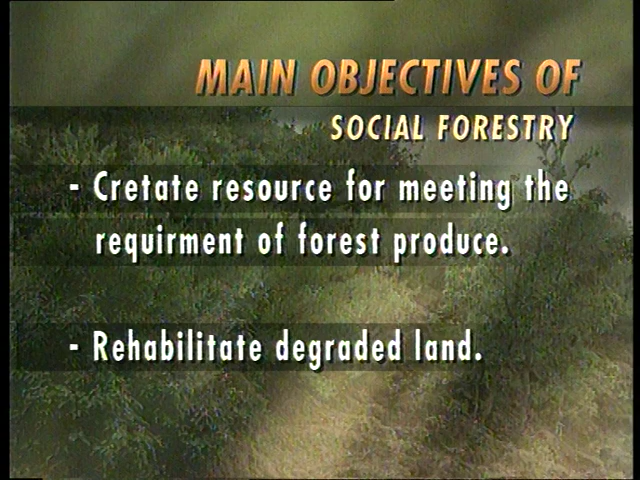 MAIN OBJECTIVES OF
SOCIAL FORESTRY
- Cretate resource for meeting the
requirment of forest produce.
- Rehabilitate degraded land.